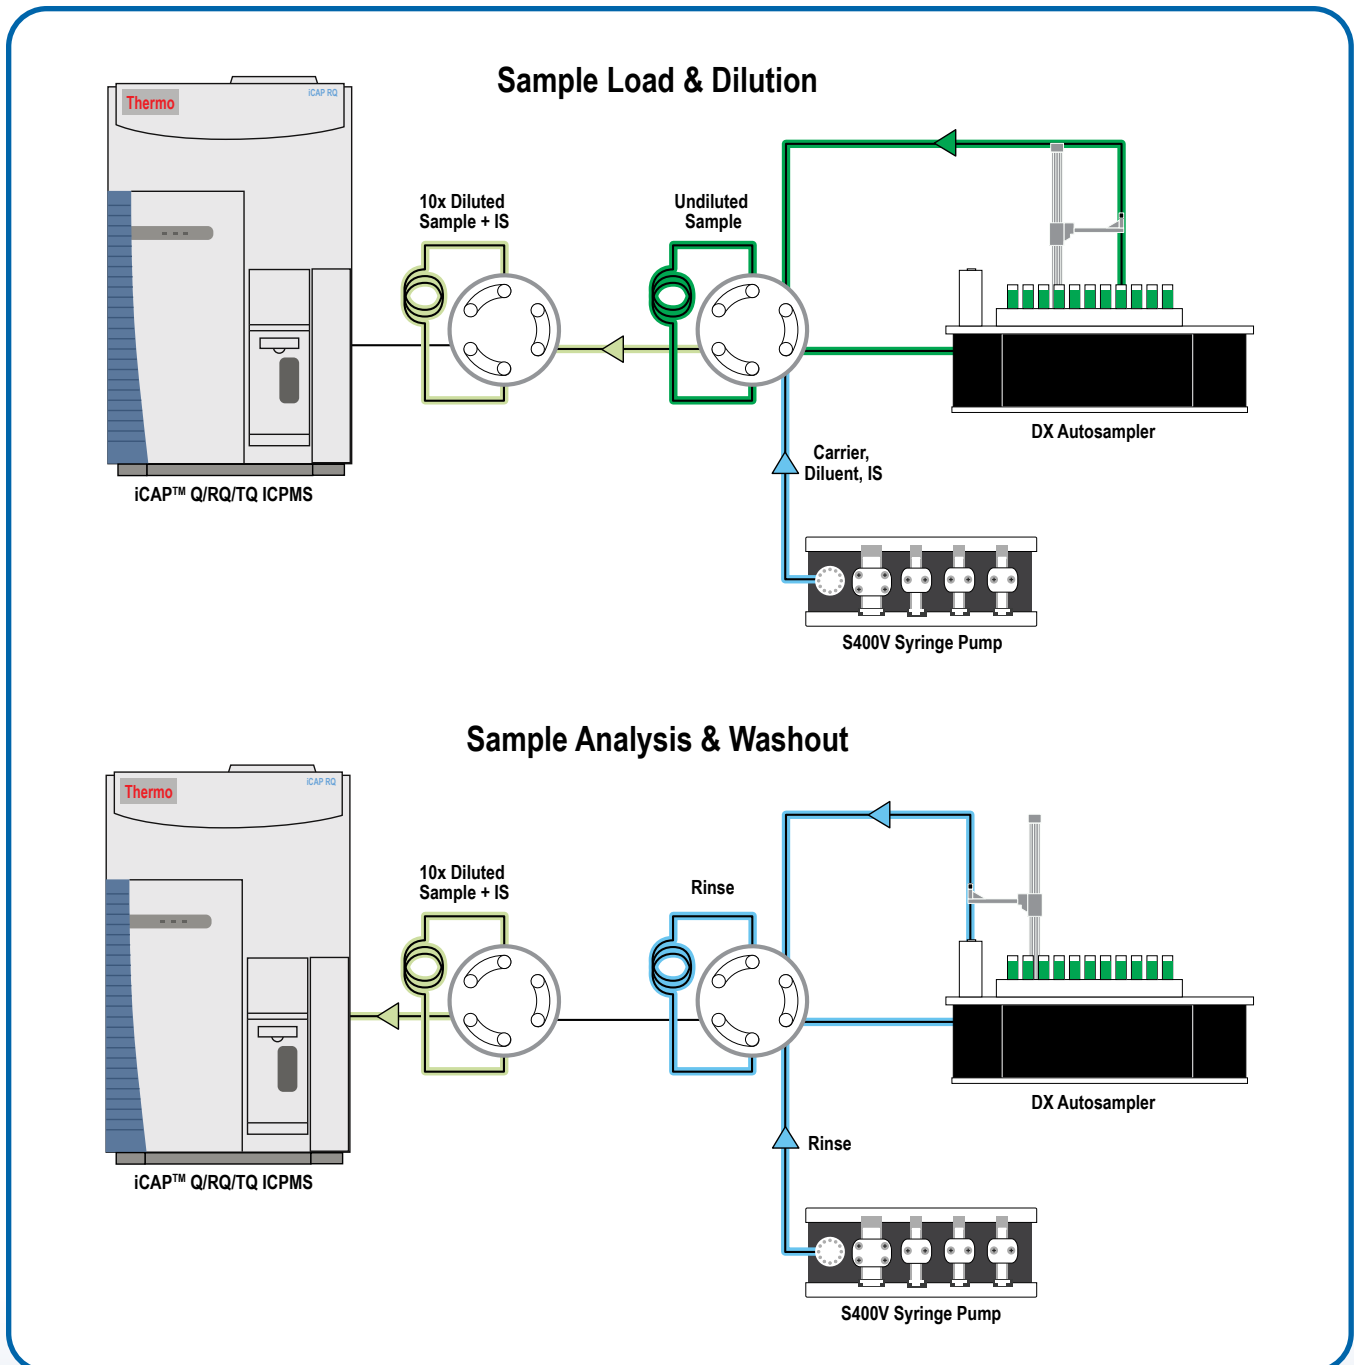 Sample Load & Dilution
Thermo
iCAP RQ
10x Diluted
Sample + IS
Undiluted
Sample
DX Autosampler
Carrier,
Diluent, IS
iCAP™ Q/RQ/TQ ICPMS
S400V Syringe Pump
Sample Analysis & Washout
Thermo
iCAP RQ
10x Diluted
Sample + IS
Rinse
DX Autosampler
Rinse
iCAP™ Q/RQ/TQ ICPMS
S400V Syringe Pump